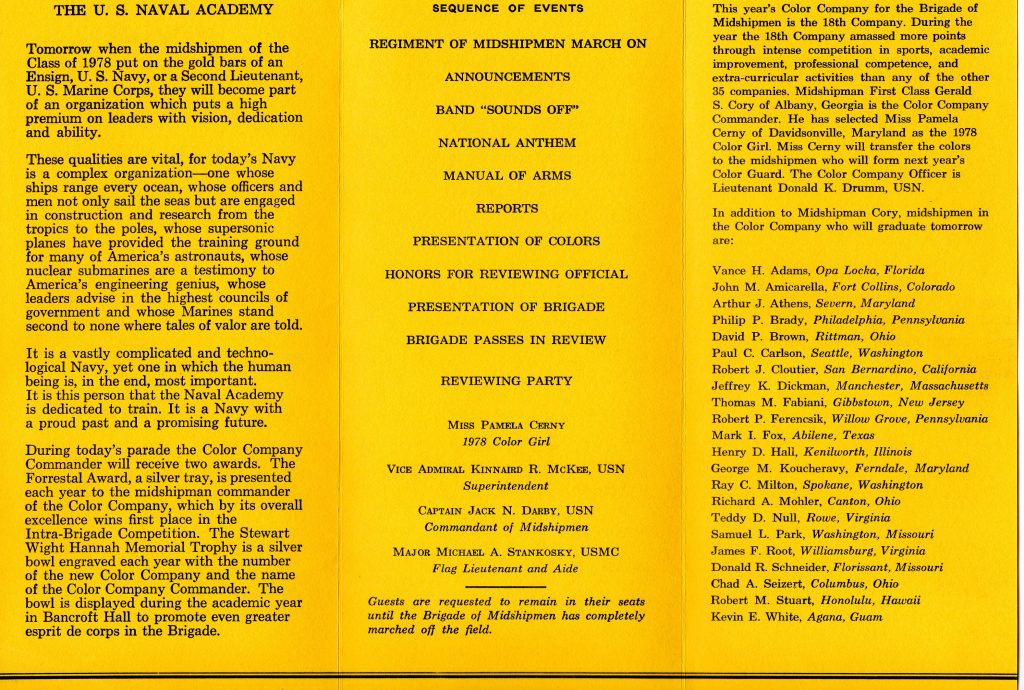 THE U. S. NAVAL ACADEMY
Tomorrow when the midshipmen of the
Class of 1978 put on the gold bars of an
Ensign, U. S. Navy, or a Second Lieutenant,
U. S. Marine Corps, they will become part
of an organization which puts a high
premium on leaders with vision, dedication
and ability.
These qualities are vital, for today's Navy
is a complex organization—one whose
ships range every ocean, whose officers and
men not only sail the seas but are engaged
in construction and research from the
tropics to the poles, whose supersonic
planes have provided the training ground
for many of America's astronauts, whose
nuclear submarines are a testimony to
America's engineering genius, whose
leaders advise in the highest councils of
government and whose Marines stand
second to none where tales of valor are told.
It is a vastly complicated and techno-
logical Navy, yet one in which the human
being is, in the end, most important.
It is this person that the Naval Academy
is dedicated to train. It is a Navy with
a proud past and a promising future.
During today's parade the Color Company
Commander will receive two awards. The
Forrestal Award, a silver tray, is presented
each year to the midshipman commander
of the Color Company, which by its overall
excellence wins first place in the
Intra-Brigade Competition. The Stewart
Wight Hannah Memorial Trophy is a silver
bowl engraved each year with the number
of the new Color Company and the name
of the Color Company Commander. The
bowl is displayed during the academic year
in Bancroft Hall to promote even greater
esprit de corps in the Brigade.
SEQUENCE OF EVENTS
REGIMENT OF MIDSHIPMEN MARCH ON
ANNOUNCEMENTS
BAND "SOUNDS OFF"
NATIONAL ANTHEM
MANUAL OF ARMS
REPORTS
PRESENTATION OF COLORS
HONORS FOR REVIEWING OFFICIAL
PRESENTATION OF BRIGADE
BRIGADE PASSES IN REVIEW
REVIEWING PARTY
MISS PAMELA CERNY
1978 Color Girl
VICE ADMIRAL KINNAIRD R. MCKEE, USN
Superintendent
CAPTAIN JACK N. DARBY, USN
Commandant of Midshipmen
MAJOR MICHAEL A. STANKOSKY, USMC
Flag Lieutenant and Aide
Guests are requested to remain in their seats
until the Brigade of Midshipmen has completely
marched off the field.
This year's Color Company for the Brigade of
Midshipmen is the 18th Company. During the
year the 18th Company amassed more points
through intense competition in sports, academic
improvement, professional competence, and
extra-curricular activities than any of the other
35 companies. Midshipman First Class Gerald
S. Cory of Albany, Georgia is the Color Company
Commander. He has selected Miss Pamela
Cerny of Davidsonville, Maryland as the 1978
Color Girl. Miss Cerny will transfer the colors
to the midshipmen who will form next year's
Color Guard. The Color Company Officer is
Lieutenant Donald K. Drumm, USN.
In addition to Midshipman Cory, midshipmen in
the Color Company who will graduate tomorrow
are:
Vance H. Adams, Opa Locka, Florida
John M. Amicarella, Fort Collins, Colorado
Arthur J. Athens, Severn, Maryland
Philip P. Brady, Philadelphia, Pennsylvania
David P. Brown, Rittman, Ohio
Paul C. Carlson, Seattle, Washington
Robert J. Cloutier, San Bernardino, California
Jeffrey K. Dickman, Manchester, Massachusetts
Thomas M. Fabiani, Gibbstown, New Jersey
Robert P. Ferencsik, Willow Grove, Pennsylvania
Mark I. Fox, Abilene, Texas
Henry D. Hall, Kenilworth, Illinois
George M. Koucheravy, Ferndale, Maryland
Ray C. Milton, Spokane, Washington
Richard A. Mohler, Canton, Ohio
Teddy D. Null, Rowe, Virginia
Samuel L. Park, Washington, Missouri
James F. Root, Williamsburg, Virginia
Donald R. Schneider, Florissant, Missouri
Chad A. Seizert, Columbus, Ohio
Robert M. Stuart, Honolulu, Hawaii
Kevin E. White, Agana, Guam